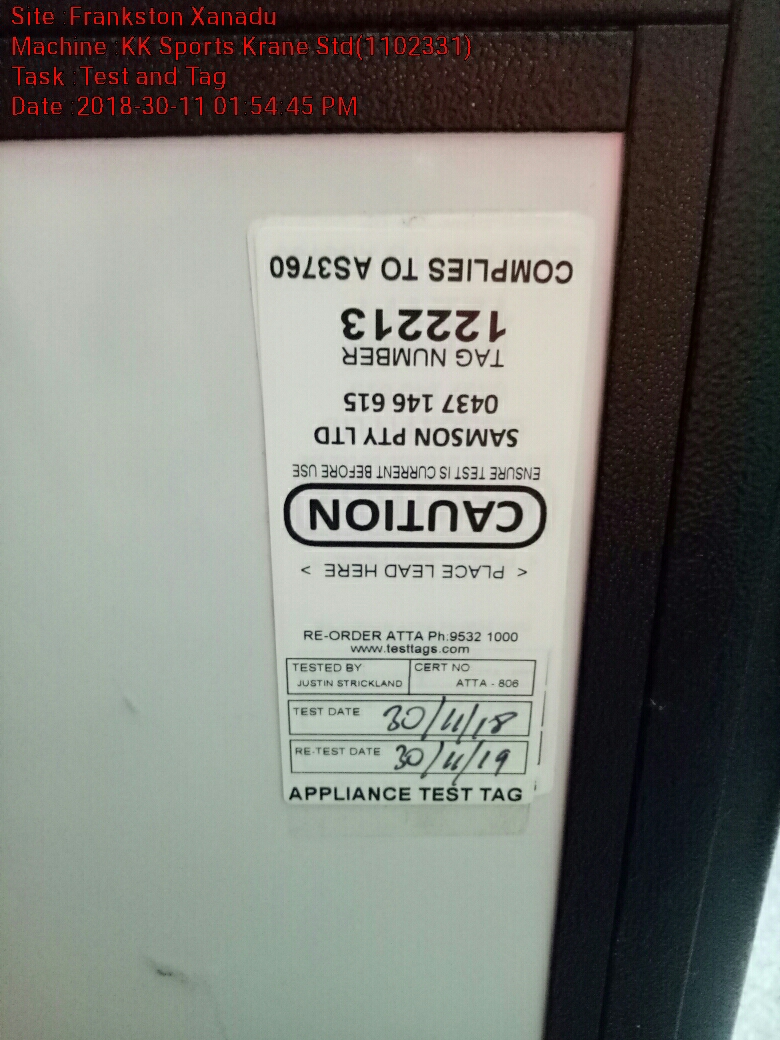 Site :Frankston Xanadu
Machine :KK Sports Krane Std(1102331)
Task :Test and Tag
Date :2018-30-11 01:54:45 PM
COMPLIES TO AS3760
122213
TAG NUMBER
0437 146 615
SAMSON PTY LTD
ENSURE TEST IS CURRENT BEFORE USE
CAUTION
< PLACE LEAD HERE >
RE-ORDER ATTA Ph:9532 1000
www.testtags.com
TESTED BY
JUSTIN STRICKLAND
CERT NO
ATTA - 806
TEST DATE 30/11/18
RE-TEST DATE 30/11/19
APPLIANCE TEST TAG